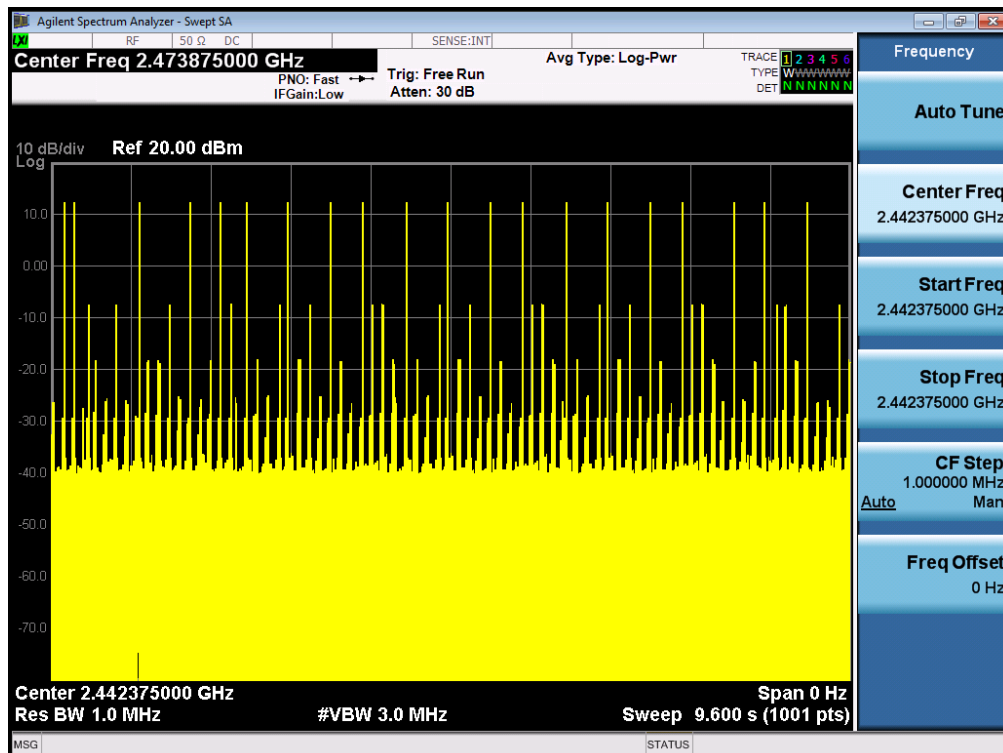 Agilent Spectrum Analyzer - Swept SA
LXI
RF
50 Ω
DC
SENSE:INT
Center Freq 2.473875000 GHz
PNO: Fast
IFGain:Low
Trig: Free Run
Atten: 30 dB
Avg Type: Log-Pwr
TRACE 1 2 3 4 5 6
TYPE WWWWWW
DET N N N N N N
10 dB/div
Log
Ref 20.00 dBm
10.0
0.00
-10.0
-20.0
-30.0
-40.0
-50.0
-60.0
-70.0
Center 2.442375000 GHz
Span 0 Hz
Res BW 1.0 MHz
#VBW 3.0 MHz
Sweep 9.600 s (1001 pts)
MSG
STATUS
Frequency
Auto Tune
Center Freq
2.442375000 GHz
Start Freq
2.442375000 GHz
Stop Freq
2.442375000 GHz
CF Step
1.000000 MHz
Auto
Man
Freq Offset
0 Hz